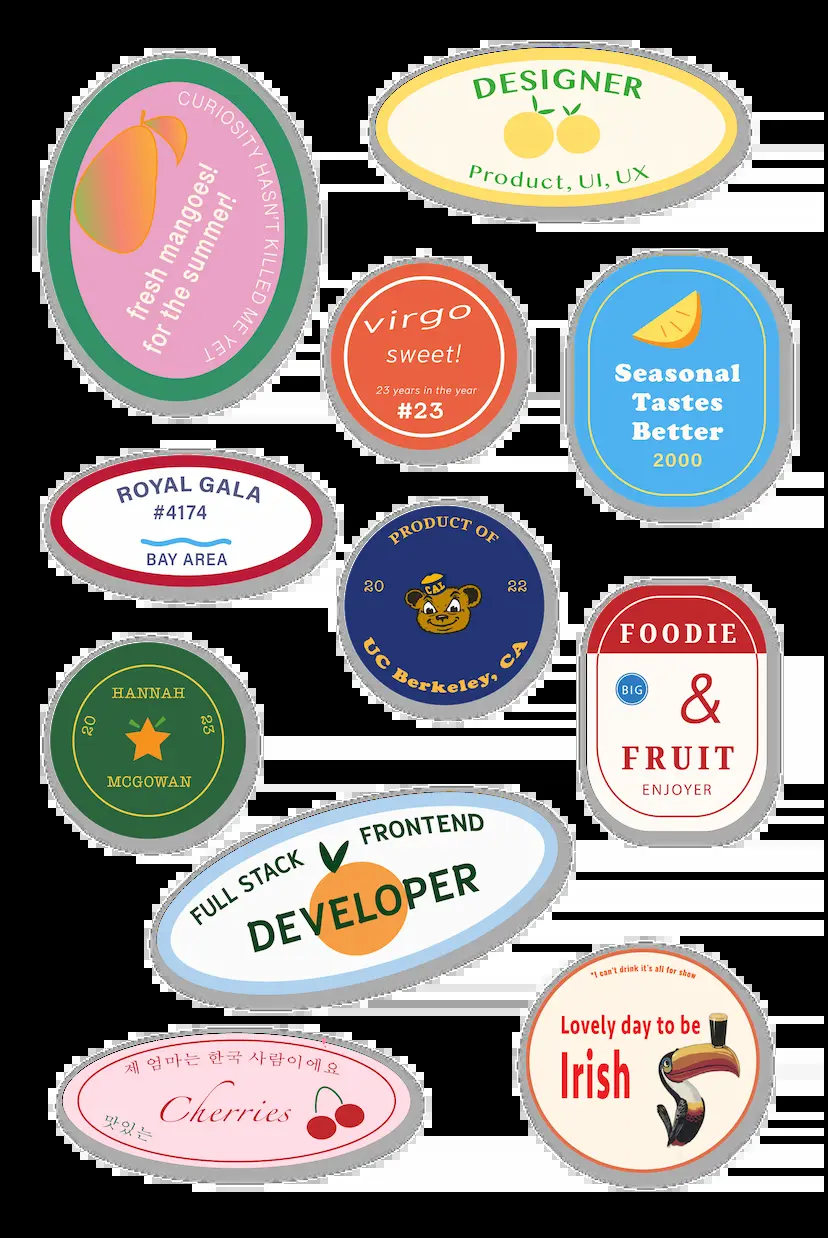 CURIOSITY HASN'T KILLED ME YET
fresh mangoes!
for the summer!
DESIGNER
Product, UI, UX
virgo
sweet!
23 years in the year
#23
Seasonal
Tastes
Better
2000
ROYAL GALA
#4174
BAY AREA
PRODUCT OF
20 22
CAL
UC Berkeley, CA
FOODIE
BIG &
FRUIT
ENJOYER
HANNAH
20 23
MCGOWAN
FULL STACK FRONTEND
DEVELOPER
*I can't drink it's all for show
Lovely day to be
Irish
제 엄마는 한국 사람이에요
Cherries
맛있는